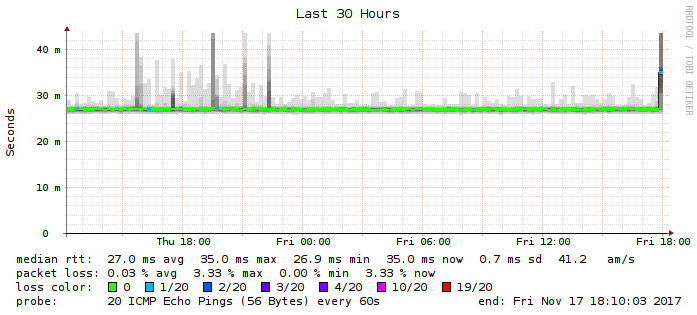 Last 30 Hours
RRDTOOL / TOBI OETIKER
Seconds
40 m
30 m
20 m
10 m
0
Thu 18:00 Fri 00:00 Fri 06:00 Fri 12:00 Fri 18:00
median rtt: 27.0 ms avg 35.0 ms max 26.9 ms min 35.0 ms now 0.7 ms sd 41.2 am/s
packet loss: 0.03 % avg 3.33 % max 0.00 % min 3.33 % now
loss color: 0 1/20 2/20 3/20 4/20 10/20 19/20
probe: 20 ICMP Echo Pings (56 Bytes) every 60s end: Fri Nov 17 18:10:03 2017